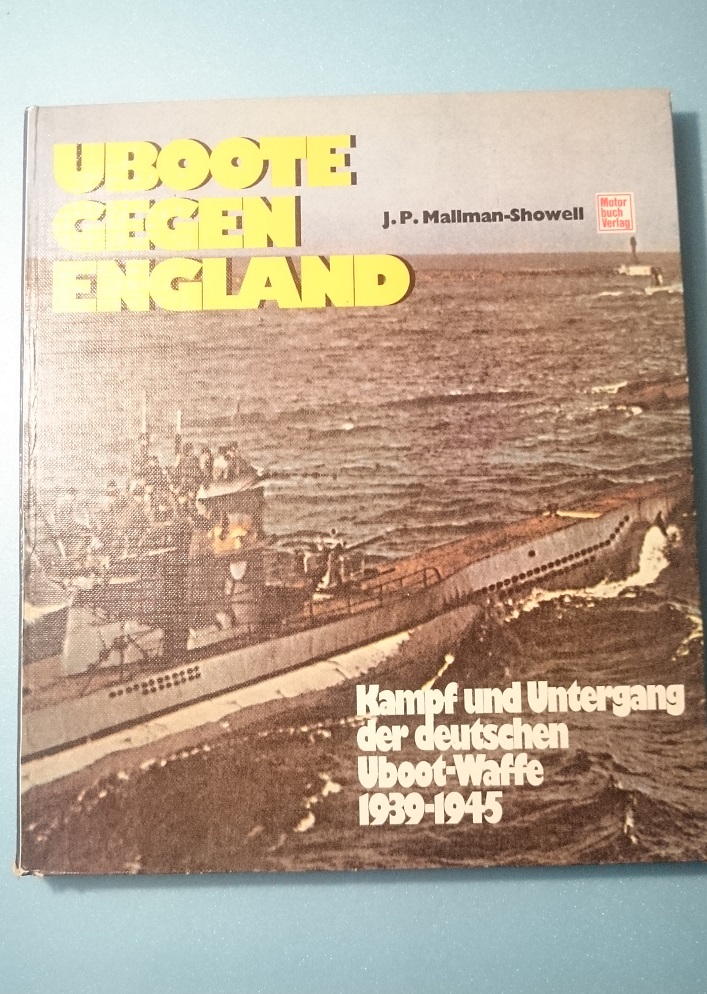 UBOOTE
GEGEN
ENGLAND
J. P. Mallman-Showell
Motor
buch
Verlag
Kampf und Untergang
der deutschen
Uboot-Waffe
1939-1945